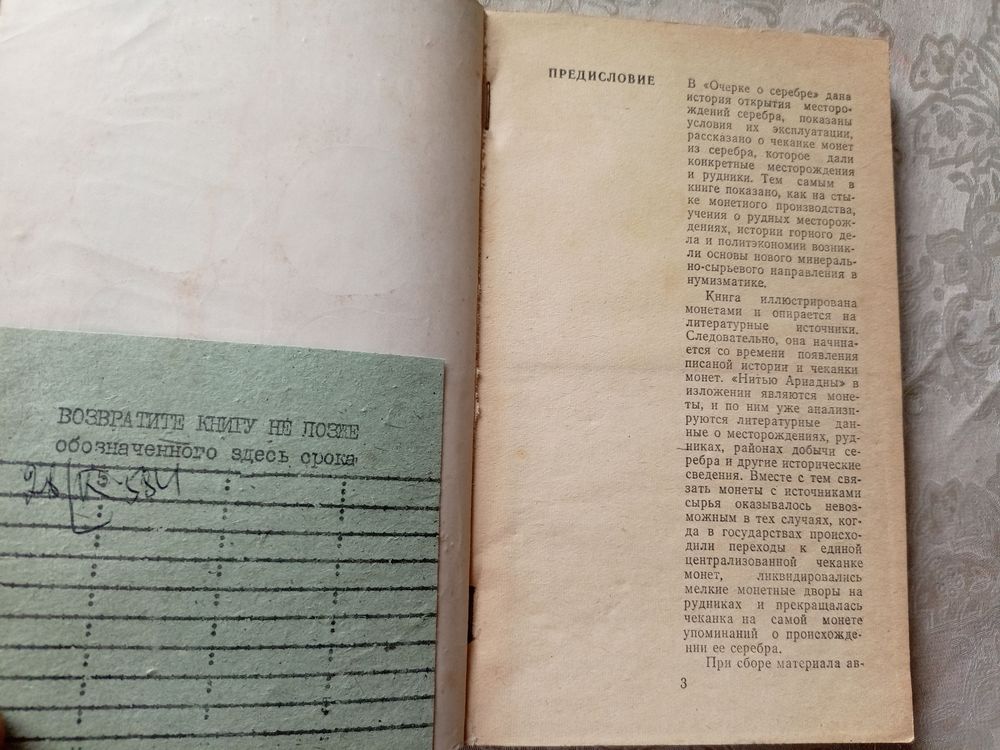 ВОЗВРАТИТЕ КНИГУ НЕ ПОЗЖЕ
обозначенного здесь срока
ПРЕДИСЛОВИЕ
В «Очерке о серебре» дана
история открытия месторо-
ждений серебра, показаны
условия их эксплуатации,
рассказано о чеканке монет
из серебра, которое дали
конкретные месторождения
и рудники. Тем самым в
книге показано, как на сты-
ке монетного производства,
учения о рудных месторож-
дениях, истории горного де-
ла и политэкономии возник-
ли основы нового минераль-
но-сырьевого направления в
нумизматике.
Книга иллюстрирована
монетами и опирается на
литературные источники.
Следовательно, она начина-
ется со времени появления
писаной истории и чеканки
монет. «Нитью Ариадны» в
изложении являются моне-
ты, и по ним уже анализи-
руются литературные дан-
ные о месторождениях, руд-
никах, районах добычи се-
ребра и другие исторические
сведения. Вместе с тем свя-
зать монеты с источниками
сырья оказывалось невоз-
можным в тех случаях, ког-
да в государствах происхо-
дили переходы к единой
централизованной чеканке
монет, ликвидировались
мелкие монетные дворы на
рудниках и прекращалась
чеканка на самой монете
упоминаний о происхожде-
нии ее серебра.
При сборе материала ав-
3